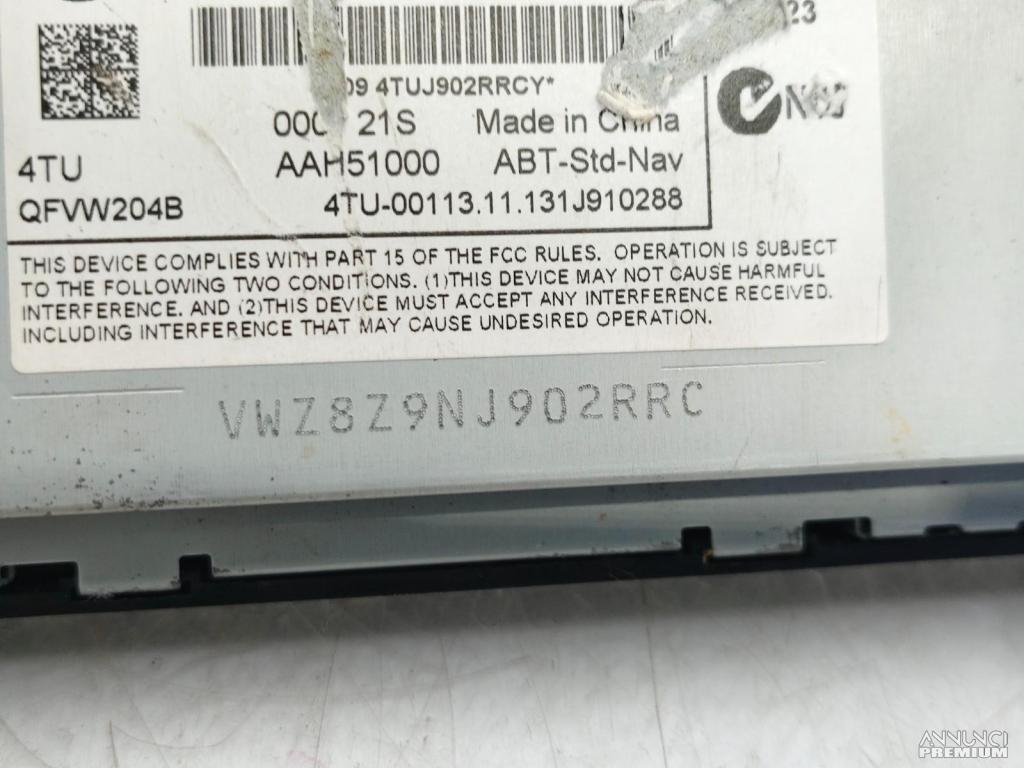 23
09 4TUJ902RRCY*
000 21S Made in China
4TU AAH51000 ABT-Std-Nav
QFVW204B 4TU-00113.11.131J910288
THIS DEVICE COMPLIES WITH PART 15 OF THE FCC RULES. OPERATION IS SUBJECT
TO THE FOLLOWING TWO CONDITIONS. (1)THIS DEVICE MAY NOT CAUSE HARMFUL
INTERFERENCE. AND (2)THIS DEVICE MUST ACCEPT ANY INTERFERENCE RECEIVED.
INCLUDING INTERFERENCE THAT MAY CAUSE UNDESIRED OPERATION.
VWZ8Z9NJ902RRC
ANNUNCI
PREMIUM